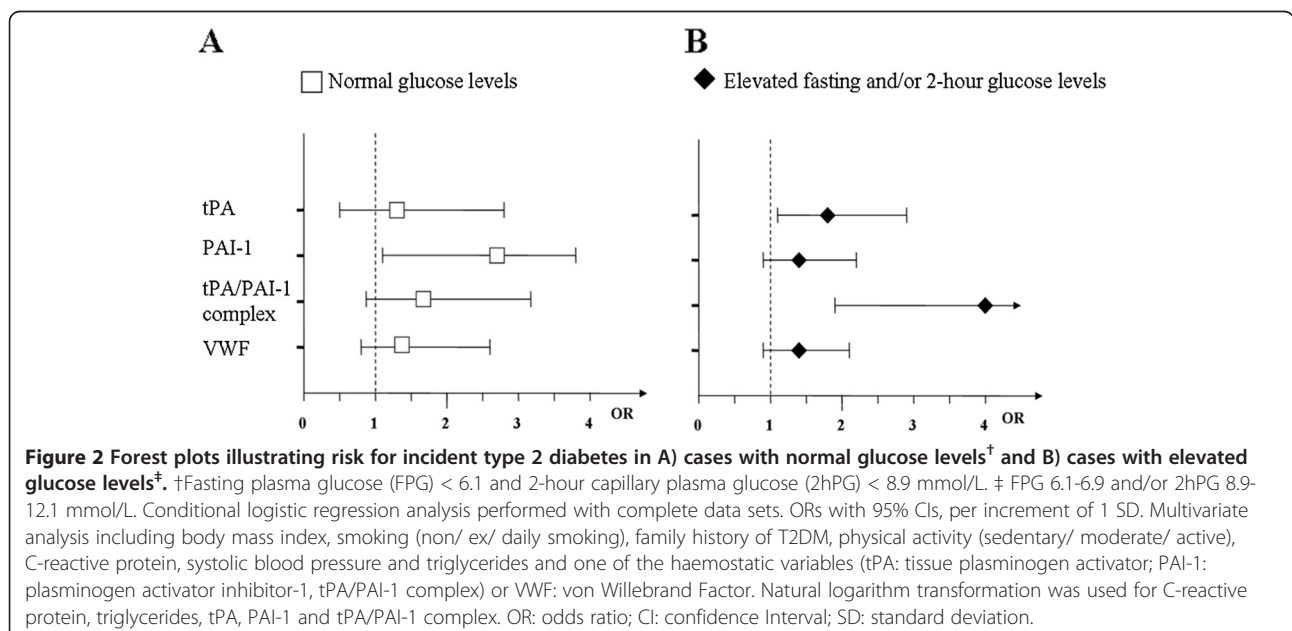 A
B
Normal glucose levels
Elevated fasting and/or 2-hour glucose levels
tPA
PAI-1
tPA/PAI-1
complex
VWF
0 1 2 3 4 OR
0 1 2 3 4 OR
Figure 2 Forest plots illustrating risk for incident type 2 diabetes in A) cases with normal glucose levels† and B) cases with elevated
glucose levels‡. †Fasting plasma glucose (FPG) < 6.1 and 2-hour capillary plasma glucose (2hPG) < 8.9 mmol/L. ‡ FPG 6.1-6.9 and/or 2hPG 8.9-
12.1 mmol/L. Conditional logistic regression analysis performed with complete data sets. ORs with 95% CIs, per increment of 1 SD. Multivariate
analysis including body mass index, smoking (non/ ex/ daily smoking), family history of T2DM, physical activity (sedentary/ moderate/ active),
C-reactive protein, systolic blood pressure and triglycerides and one of the haemostatic variables (tPA: tissue plasminogen activator; PAI-1:
plasminogen activator inhibitor-1, tPA/PAI-1 complex) or VWF: von Willebrand Factor. Natural logarithm transformation was used for C-reactive
protein, triglycerides, tPA, PAI-1 and tPA/PAI-1 complex. OR: odds ratio; CI: confidence Interval; SD: standard deviation.